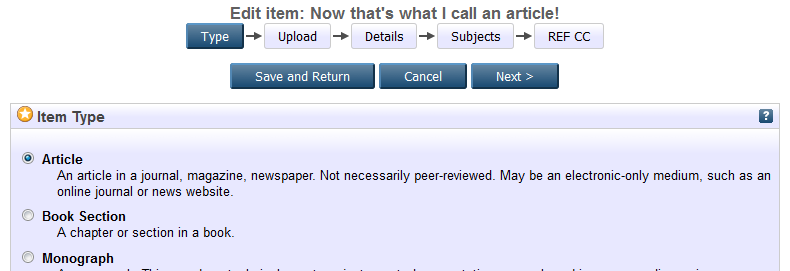 Edit item: Now that's what I call an article!
Type Upload Details Subjects REF CC
Save and Return Cancel Next >
Item Type ?
Article
An article in a journal, magazine, newspaper. Not necessarily peer-reviewed. May be an electronic-only medium, such as an
online journal or news website.
Book Section
A chapter or section in a book.
Monograph